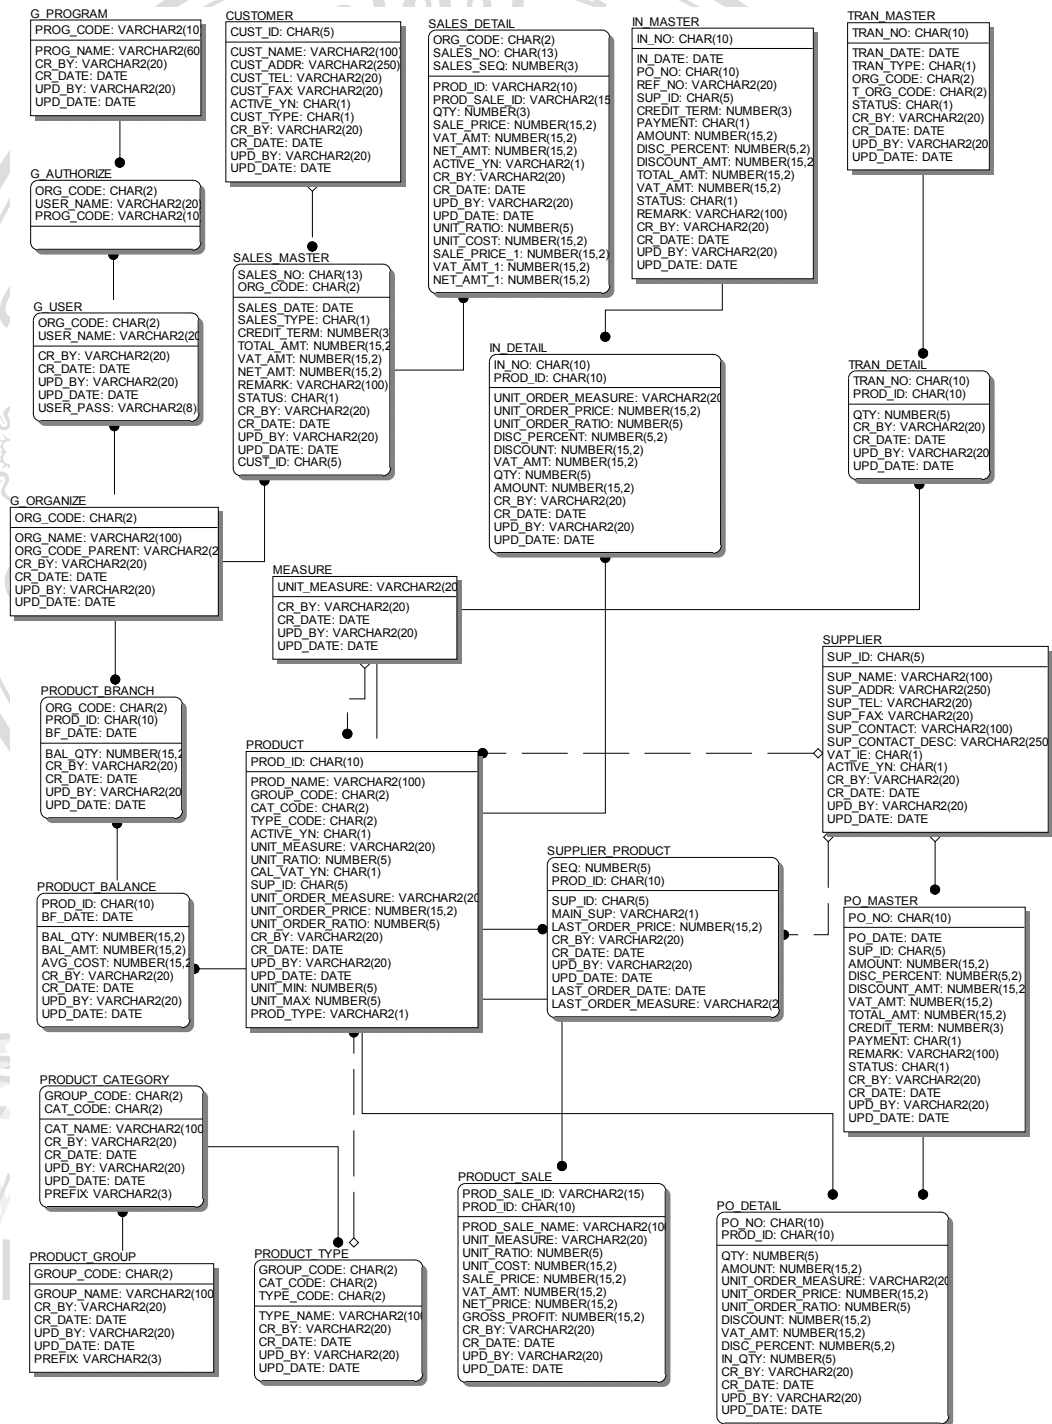 G_PROGRAM
PROG_CODE: VARCHAR2(10
PROG_NAME: VARCHAR2(60
CR_BY: VARCHAR2(20)
CR_DATE: DATE
UPD_BY: VARCHAR2(20)
UPD_DATE: DATE
G_AUTHORIZE
ORG_CODE: CHAR(2)
USER_NAME: VARCHAR2(20)
PROG_CODE: VARCHAR2(10
G_USER
ORG_CODE: CHAR(2)
USER_NAME: VARCHAR2(20
CR_BY: VARCHAR2(20)
CR_DATE: DATE
UPD_BY: VARCHAR2(20)
UPD_DATE: DATE
USER_PASS: VARCHAR2(8)
G_ORGANIZE
ORG_CODE: CHAR(2)
ORG_NAME: VARCHAR2(100)
ORG_CODE_PARENT: VARCHAR2(2
CR_BY: VARCHAR2(20)
CR_DATE: DATE
UPD_BY: VARCHAR2(20)
UPD_DATE: DATE
CUSTOMER
CUST_ID: CHAR(5)
CUST_NAME: VARCHAR2(100)
CUST_ADDR: VARCHAR2(250)
CUST_TEL: VARCHAR2(20)
CUST_FAX: VARCHAR2(20)
ACTIVE_YN: CHAR(1)
CUST_TYPE: CHAR(1)
CR_BY: VARCHAR2(20)
CR_DATE: DATE
UPD_BY: VARCHAR2(20)
UPD_DATE: DATE
SALES_MASTER
SALES_NO: CHAR(13)
ORG_CODE: CHAR(2)
SALES_DATE: DATE
SALES_TYPE: CHAR(1)
CREDIT_TERM: NUMBER(3
TOTAL_AMT: NUMBER(15,2
VAT_AMT: NUMBER(15,2)
NET_AMT: NUMBER(15,2)
REMARK: VARCHAR2(100)
STATUS: CHAR(1)
CR_BY: VARCHAR2(20)
CR_DATE: DATE
UPD_BY: VARCHAR2(20)
UPD_DATE: DATE
CUST_ID: CHAR(5)
SALES_DETAIL
ORG_CODE: CHAR(2)
SALES_NO: CHAR(13)
SALES_SEQ: NUMBER(3)
PROD_ID: VARCHAR2(10)
PROD_SALE_ID: VARCHAR2(15
QTY: NUMBER(3)
SALE_PRICE: NUMBER(15,2)
VAT_AMT: NUMBER(15,2)
NET_AMT: NUMBER(15,2)
ACTIVE_YN: VARCHAR2(1)
CR_BY: VARCHAR2(20)
CR_DATE: DATE
UPD_BY: VARCHAR2(20)
UPD_DATE: DATE
UNIT_RATIO: NUMBER(5)
UNIT_COST: NUMBER(15,2)
SALE_PRICE_1: NUMBER(15,2)
VAT_AMT_1: NUMBER(15,2)
NET_AMT_1: NUMBER(15,2)
IN_MASTER
IN_NO: CHAR(10)
IN_DATE: DATE
PO_NO: CHAR(10)
REF_NO: VARCHAR2(20)
SUP_ID: CHAR(5)
CREDIT_TERM: NUMBER(3)
PAYMENT: CHAR(1)
AMOUNT: NUMBER(15,2)
DISC_PERCENT: NUMBER(5,2)
DISCOUNT_AMT: NUMBER(15,2
TOTAL_AMT: NUMBER(15,2)
VAT_AMT: NUMBER(15,2)
STATUS: CHAR(1)
REMARK: VARCHAR2(100)
CR_BY: VARCHAR2(20)
CR_DATE: DATE
UPD_BY: VARCHAR2(20)
UPD_DATE: DATE
TRAN_MASTER
TRAN_NO: CHAR(10)
TRAN_DATE: DATE
TRAN_TYPE: CHAR(1)
ORG_CODE: CHAR(2)
T_ORG_CODE: CHAR(2)
STATUS: CHAR(1)
CR_BY: VARCHAR2(20)
CR_DATE: DATE
UPD_BY: VARCHAR2(20
UPD_DATE: DATE
IN_DETAIL
IN_NO: CHAR(10)
PROD_ID: CHAR(10)
UNIT_ORDER_MEASURE: VARCHAR2(20
UNIT_ORDER_PRICE: NUMBER(15,2)
UNIT_ORDER_RATIO: NUMBER(5)
DISC_PERCENT: NUMBER(5,2)
DISCOUNT: NUMBER(15,2)
VAT_AMT: NUMBER(15,2)
QTY: NUMBER(5)
AMOUNT: NUMBER(15,2)
CR_BY: VARCHAR2(20)
CR_DATE: DATE
UPD_BY: VARCHAR2(20)
UPD_DATE: DATE
TRAN_DETAIL
TRAN_NO: CHAR(10)
PROD_ID: CHAR(10)
QTY: NUMBER(5)
CR_BY: VARCHAR2(20)
CR_DATE: DATE
UPD_BY: VARCHAR2(20
UPD_DATE: DATE
MEASURE
UNIT_MEASURE: VARCHAR2(20
CR_BY: VARCHAR2(20)
CR_DATE: DATE
UPD_BY: VARCHAR2(20)
UPD_DATE: DATE
SUPPLIER
SUP_ID: CHAR(5)
SUP_NAME: VARCHAR2(100)
SUP_ADDR: VARCHAR2(250)
SUP_TEL: VARCHAR2(20)
SUP_FAX: VARCHAR2(20)
SUP_CONTACT: VARCHAR2(100)
SUP_CONTACT_DESC: VARCHAR2(250
VAT_IE: CHAR(1)
ACTIVE_YN: CHAR(1)
CR_BY: VARCHAR2(20)
CR_DATE: DATE
UPD_BY: VARCHAR2(20)
UPD_DATE: DATE
PRODUCT_BRANCH
ORG_CODE: CHAR(2)
PROD_ID: CHAR(10)
BF_DATE: DATE
BAL_QTY: NUMBER(15,2
CR_BY: VARCHAR2(20)
CR_DATE: DATE
UPD_BY: VARCHAR2(20
UPD_DATE: DATE
PRODUCT_BALANCE
PROD_ID: CHAR(10)
BF_DATE: DATE
BAL_QTY: NUMBER(15,2)
BAL_AMT: NUMBER(15,2)
AVG_COST: NUMBER(15,2
CR_BY: VARCHAR2(20)
CR_DATE: DATE
UPD_BY: VARCHAR2(20)
UPD_DATE: DATE
PRODUCT
PROD_ID: CHAR(10)
PROD_NAME: VARCHAR2(100)
GROUP_CODE: CHAR(2)
CAT_CODE: CHAR(2)
TYPE_CODE: CHAR(2)
ACTIVE_YN: CHAR(1)
UNIT_MEASURE: VARCHAR2(20)
UNIT_RATIO: NUMBER(5)
CAL_VAT_YN: CHAR(1)
SUP_ID: CHAR(5)
UNIT_ORDER_MEASURE: VARCHAR2(20
UNIT_ORDER_PRICE: NUMBER(15,2)
UNIT_ORDER_RATIO: NUMBER(5)
CR_BY: VARCHAR2(20)
CR_DATE: DATE
UPD_BY: VARCHAR2(20)
UPD_DATE: DATE
UNIT_MIN: NUMBER(5)
UNIT_MAX: NUMBER(5)
PROD_TYPE: VARCHAR2(1)
SUPPLIER_PRODUCT
SEQ: NUMBER(5)
PROD_ID: CHAR(10)
SUP_ID: CHAR(5)
MAIN_SUP: VARCHAR2(1)
LAST_ORDER_PRICE: NUMBER(15,2)
CR_BY: VARCHAR2(20)
CR_DATE: DATE
UPD_BY: VARCHAR2(20)
UPD_DATE: DATE
LAST_ORDER_DATE: DATE
LAST_ORDER_MEASURE: VARCHAR2(2
PO_MASTER
PO_NO: CHAR(10)
PO_DATE: DATE
SUP_ID: CHAR(5)
AMOUNT: NUMBER(15,2)
DISC_PERCENT: NUMBER(5,2)
DISCOUNT_AMT: NUMBER(15,2
VAT_AMT: NUMBER(15,2)
TOTAL_AMT: NUMBER(15,2)
CREDIT_TERM: NUMBER(3)
PAYMENT: CHAR(1)
REMARK: VARCHAR2(100)
STATUS: CHAR(1)
CR_BY: VARCHAR2(20)
CR_DATE: DATE
UPD_BY: VARCHAR2(20)
UPD_DATE: DATE
PRODUCT_CATEGORY
GROUP_CODE: CHAR(2)
CAT_CODE: CHAR(2)
CAT_NAME: VARCHAR2(100
CR_BY: VARCHAR2(20)
CR_DATE: DATE
UPD_BY: VARCHAR2(20)
UPD_DATE: DATE
PREFIX: VARCHAR2(3)
PRODUCT_GROUP
GROUP_CODE: CHAR(2)
GROUP_NAME: VARCHAR2(100
CR_BY: VARCHAR2(20)
CR_DATE: DATE
UPD_BY: VARCHAR2(20)
UPD_DATE: DATE
PREFIX: VARCHAR2(3)
PRODUCT_TYPE
GROUP_CODE: CHAR(2)
CAT_CODE: CHAR(2)
TYPE_CODE: CHAR(2)
TYPE_NAME: VARCHAR2(100
CR_BY: VARCHAR2(20)
CR_DATE: DATE
UPD_BY: VARCHAR2(20)
UPD_DATE: DATE
PRODUCT_SALE
PROD_SALE_ID: VARCHAR2(15)
PROD_ID: CHAR(10)
PROD_SALE_NAME: VARCHAR2(100
UNIT_MEASURE: VARCHAR2(20)
UNIT_RATIO: NUMBER(5)
UNIT_COST: NUMBER(15,2)
SALE_PRICE: NUMBER(15,2)
VAT_AMT: NUMBER(15,2)
NET_PRICE: NUMBER(15,2)
GROSS_PROFIT: NUMBER(15,2)
CR_BY: VARCHAR2(20)
CR_DATE: DATE
UPD_BY: VARCHAR2(20)
UPD_DATE: DATE
PO_DETAIL
PO_NO: CHAR(10)
PROD_ID: CHAR(10)
QTY: NUMBER(5)
AMOUNT: NUMBER(15,2)
UNIT_ORDER_MEASURE: VARCHAR2(20
UNIT_ORDER_PRICE: NUMBER(15,2)
UNIT_ORDER_RATIO: NUMBER(5)
DISCOUNT: NUMBER(15,2)
VAT_AMT: NUMBER(15,2)
DISC_PERCENT: NUMBER(5,2)
IN_QTY: NUMBER(5)
CR_BY: VARCHAR2(20)
CR_DATE: DATE
UPD_BY: VARCHAR2(20)
UPD_DATE: DATE